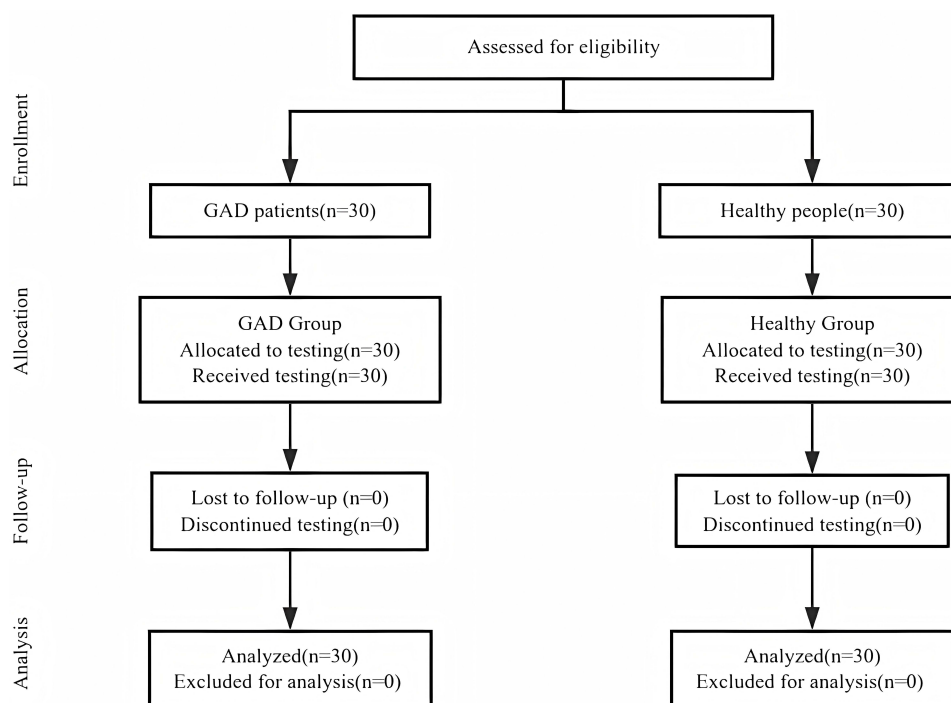 Assessed for eligibility
Enrollment
GAD patients(n=30)
Healthy people(n=30)
Allocation
GAD Group
Allocated to testing(n=30)
Received testing(n=30)
Healthy Group
Allocated to testing(n=30)
Received testing(n=30)
Follow-up
Lost to follow-up (n=0)
Discontinued testing(n=0)
Lost to follow-up (n=0)
Discontinued testing(n=0)
Analysis
Analyzed(n=30)
Excluded for analysis(n=0)
Analyzed(n=30)
Excluded for analysis(n=0)